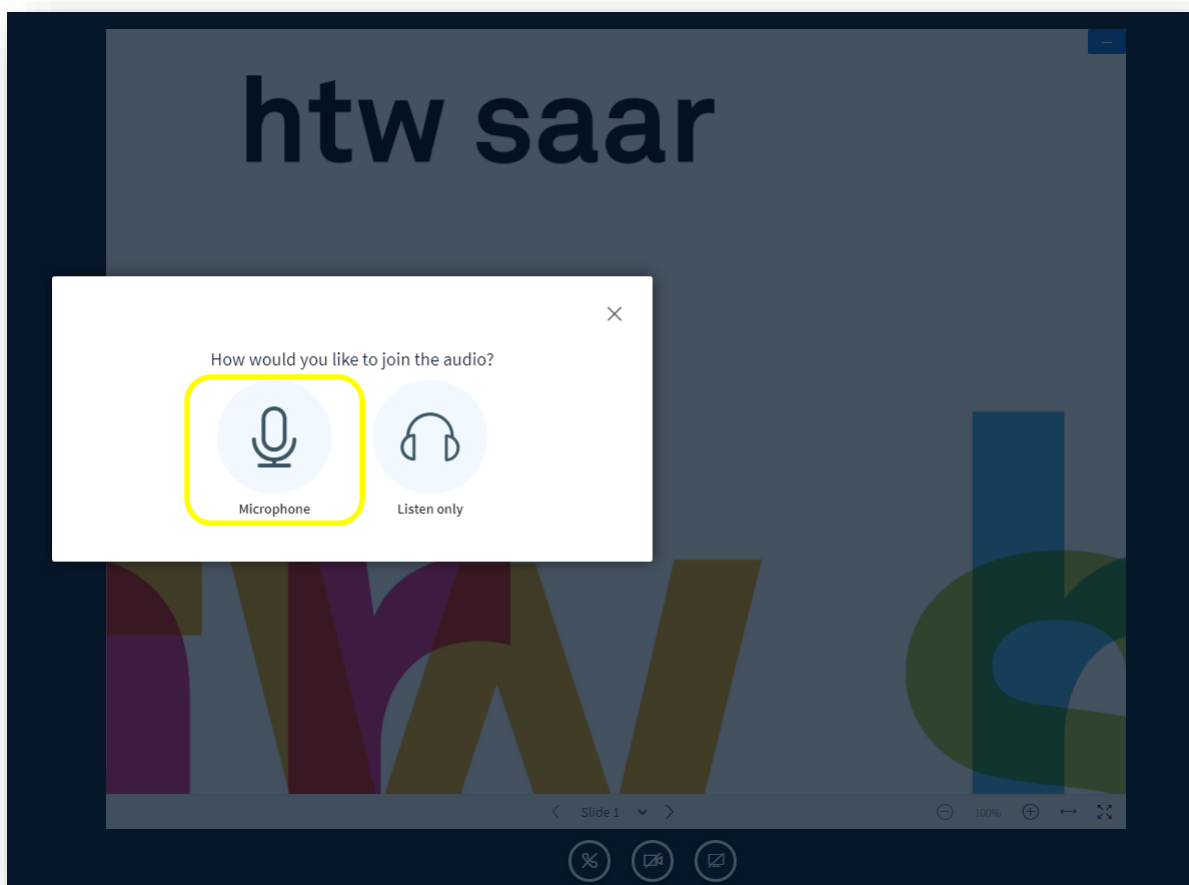 htw saar
How would you like to join the audio?
Microphone
Listen only
Slide 1
100%